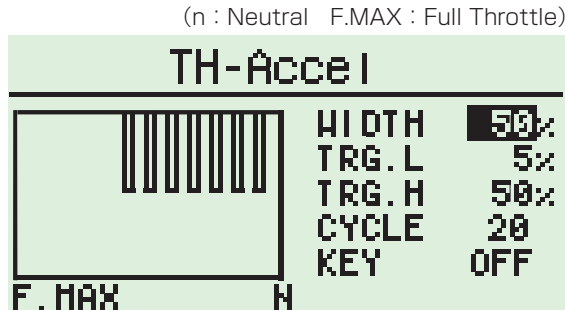 (n : Neutral F.MAX : Full Throttle)
TH-Accel
WIDTH 50%
TRG.L 5%
TRG.H 50%
CYCLE 20
KEY OFF
F.MAX N